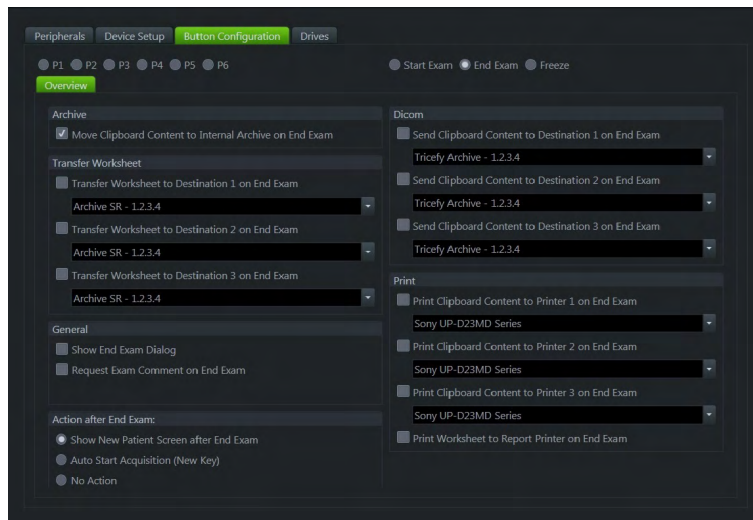 Peripherals Device Setup Button Configuration Drives
P1 P2 P3 P4 P5 P6 Start Exam End Exam Freeze
Overview
Archive
Move Clipboard Content to Internal Archive on End Exam
Transfer Worksheet
Transfer Worksheet to Destination 1 on End Exam
Archive SR - 1.2.3.4
Transfer Worksheet to Destination 2 on End Exam
Archive SR - 1.2.3.4
Transfer Worksheet to Destination 3 on End Exam
Archive SR - 1.2.3.4
General
Show End Exam Dialog
Request Exam Comment on End Exam
Action after End Exam:
Show New Patient Screen after End Exam
Auto Start Acquisition (New Key)
No Action
Dicom
Send Clipboard Content to Destination 1 on End Exam
Tricefy Archive - 1.2.3.4
Send Clipboard Content to Destination 2 on End Exam
Tricefy Archive - 1.2.3.4
Send Clipboard Content to Destination 3 on End Exam
Tricefy Archive - 1.2.3.4
Print
Print Clipboard Content to Printer 1 on End Exam
Sony UP-D23MD Series
Print Clipboard Content to Printer 2 on End Exam
Sony UP-D23MD Series
Print Clipboard Content to Printer 3 on End Exam
Sony UP-D23MD Series
Print Worksheet to Report Printer on End Exam